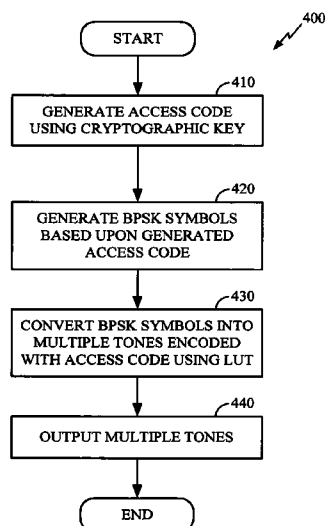 400
START
410
GENERATE ACCESS CODE
USING CRYPTOGRAPHIC KEY
420
GENERATE BPSK SYMBOLS
BASED UPON GENERATED
ACCESS CODE
430
CONVERT BPSK SYMBOLS INTO
MULTIPLE TONES ENCODED
WITH ACCESS CODE USING LUT
440
OUTPUT MULTIPLE TONES
END